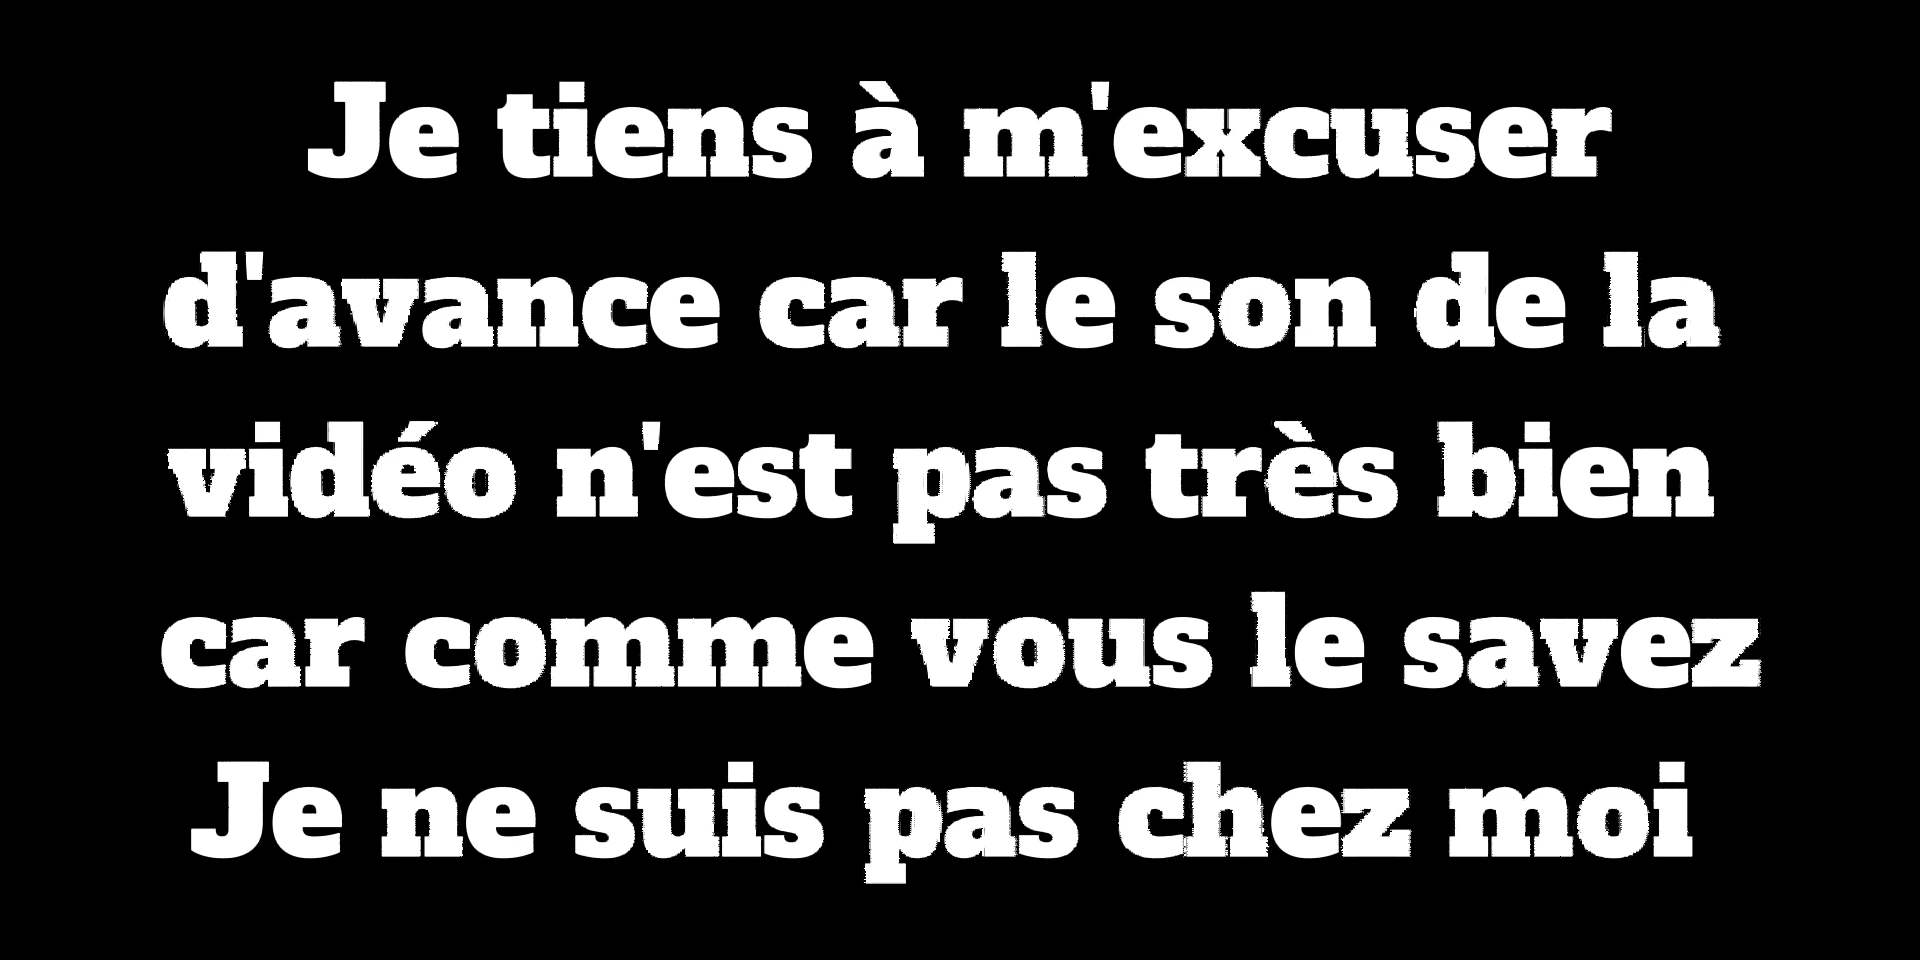 Je tiens à m'excuser
d'avance car le son de la
vidéo n'est pas très bien
car comme vous le savez
Je ne suis pas chez moi